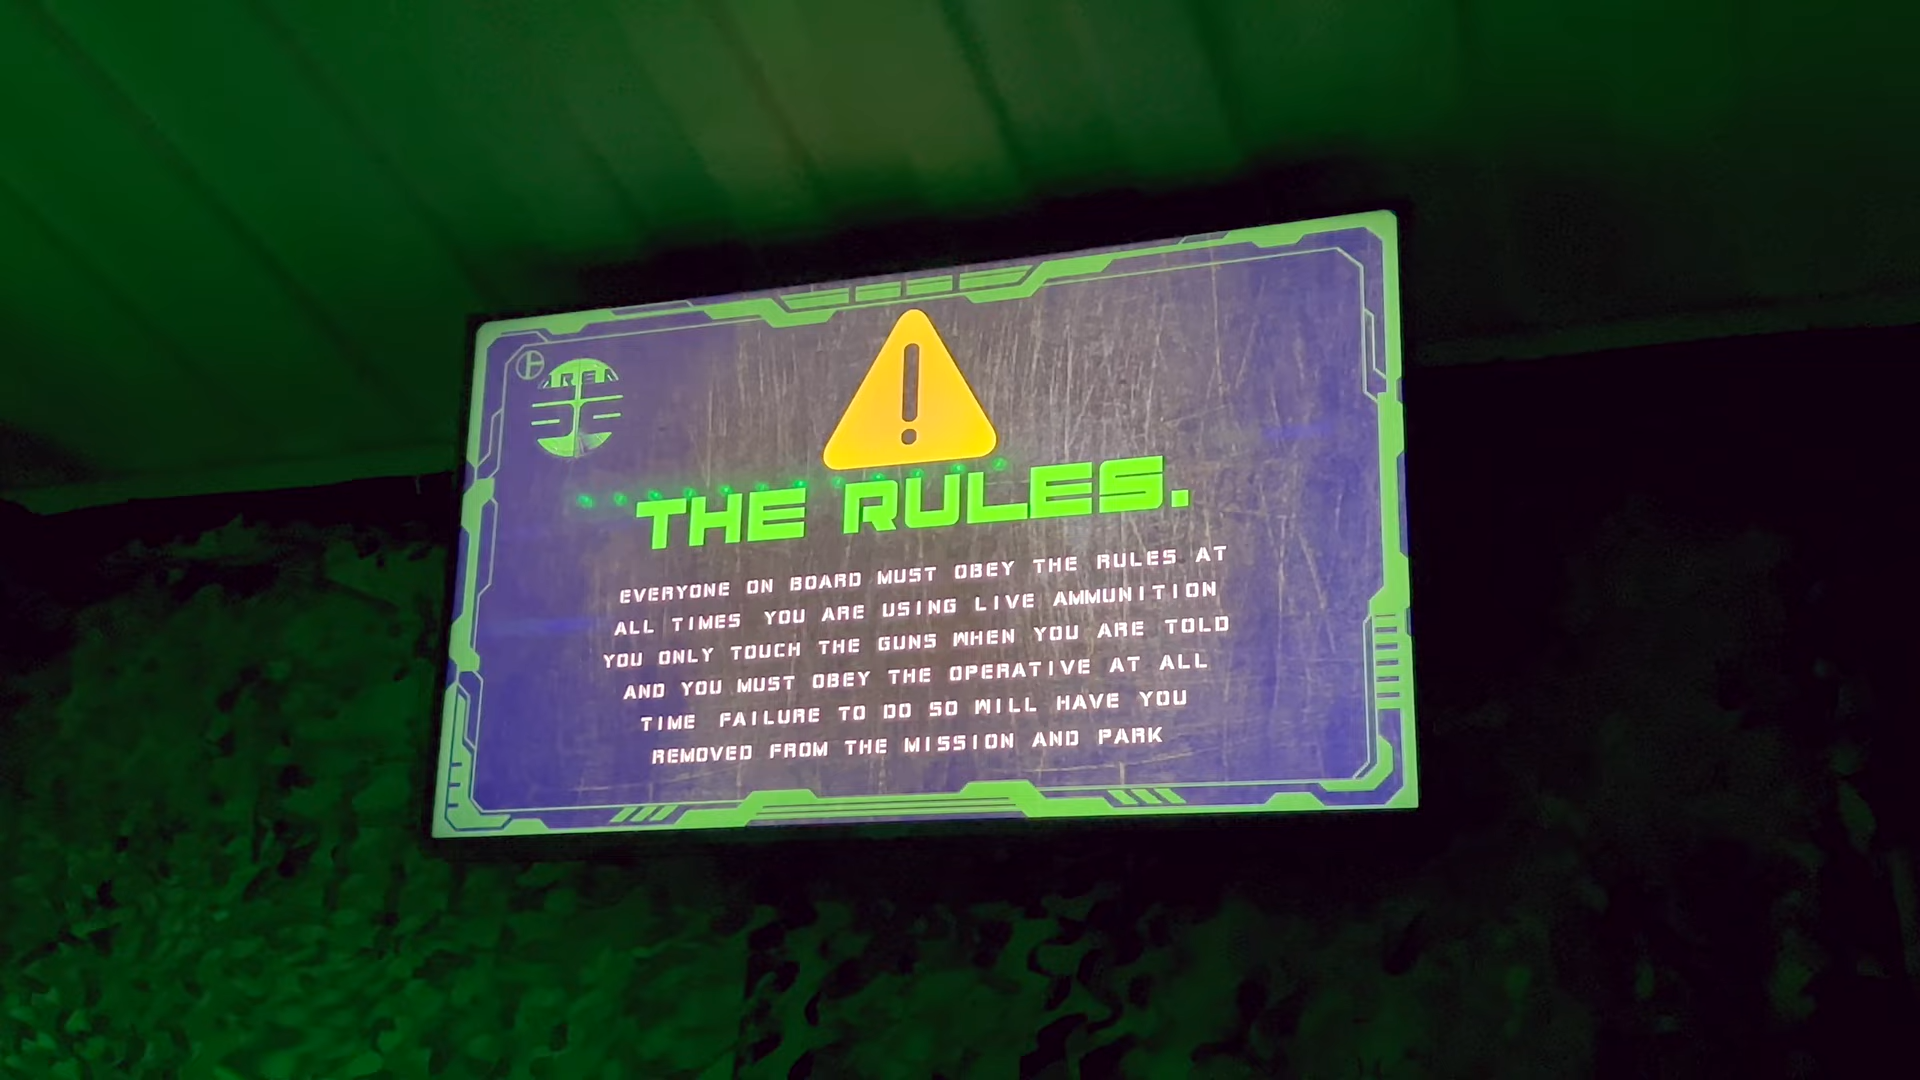 AREA
THE RULES.
EVERYONE ON BOARD MUST OBEY THE RULES AT
ALL TIMES YOU ARE USING LIVE AMMUNITION
YOU ONLY TOUCH THE GUNS WHEN YOU ARE TOLD
AND YOU MUST OBEY THE OPERATIVE AT ALL
TIME FAILURE TO DO SO WILL HAVE YOU
REMOVED FROM THE MISSION AND PARK